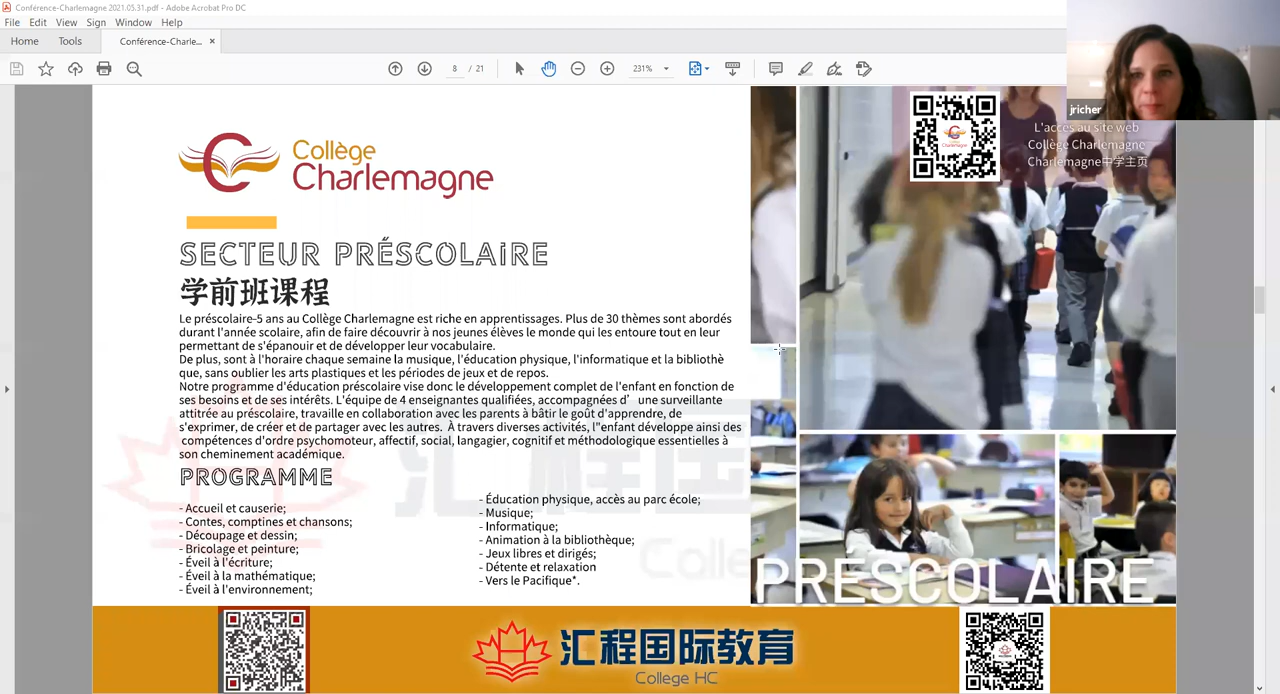 Conférence-Charlemagne 2021.05.31.pdf - Adobe Acrobat Pro DC
File Edit View Sign Window Help
Home Tools Conférence-Charle... ×
8 / 21 231%
jricher
L'accès au site web
Collège Charlemagne
Charlemagne中学主页
Collège
Charlemagne
SECTEUR PRÉSCOLAIRE
学前班课程
Le préscolaire-5 ans au Collège Charlemagne est riche en apprentissages. Plus de 30 thèmes sont abordés
durant l'année scolaire, afin de faire découvrir à nos jeunes élèves le monde qui les entoure tout en leur
permettant de s'épanouir et de développer leur vocabulaire.
De plus, sont à l'horaire chaque semaine la musique, l'éducation physique, l'informatique et la bibliothè
que, sans oublier les arts plastiques et les périodes de jeux et de repos.
Notre programme d'éducation préscolaire vise donc le développement complet de l'enfant en fonction de
ses besoins et de ses intérêts. L'équipe de 4 enseignantes qualifiées, accompagnées d' une surveillante
attitrée au préscolaire, travaille en collaboration avec les parents à bâtir le goût d'apprendre, de
s'exprimer, de créer et de partager avec les autres. À travers diverses activités, l"enfant développe ainsi des
compétences d'ordre psychomoteur, affectif, social, langagier, cognitif et méthodologique essentielles à
son cheminement académique.
PROGRAMME
- Accueil et causerie;
- Contes, comptines et chansons;
- Découpage et dessin;
- Bricolage et peinture;
- Éveil à l'écriture;
- Éveil à la mathématique;
- Éveil à l'environnement;
- Éducation physique, accès au parc école;
- Musique;
- Informatique;
- Animation à la bibliothèque;
- Jeux libres et dirigés;
- Détente et relaxation
- Vers le Pacifique*.
PRESCOLAIRE
汇程国际教育
College HC